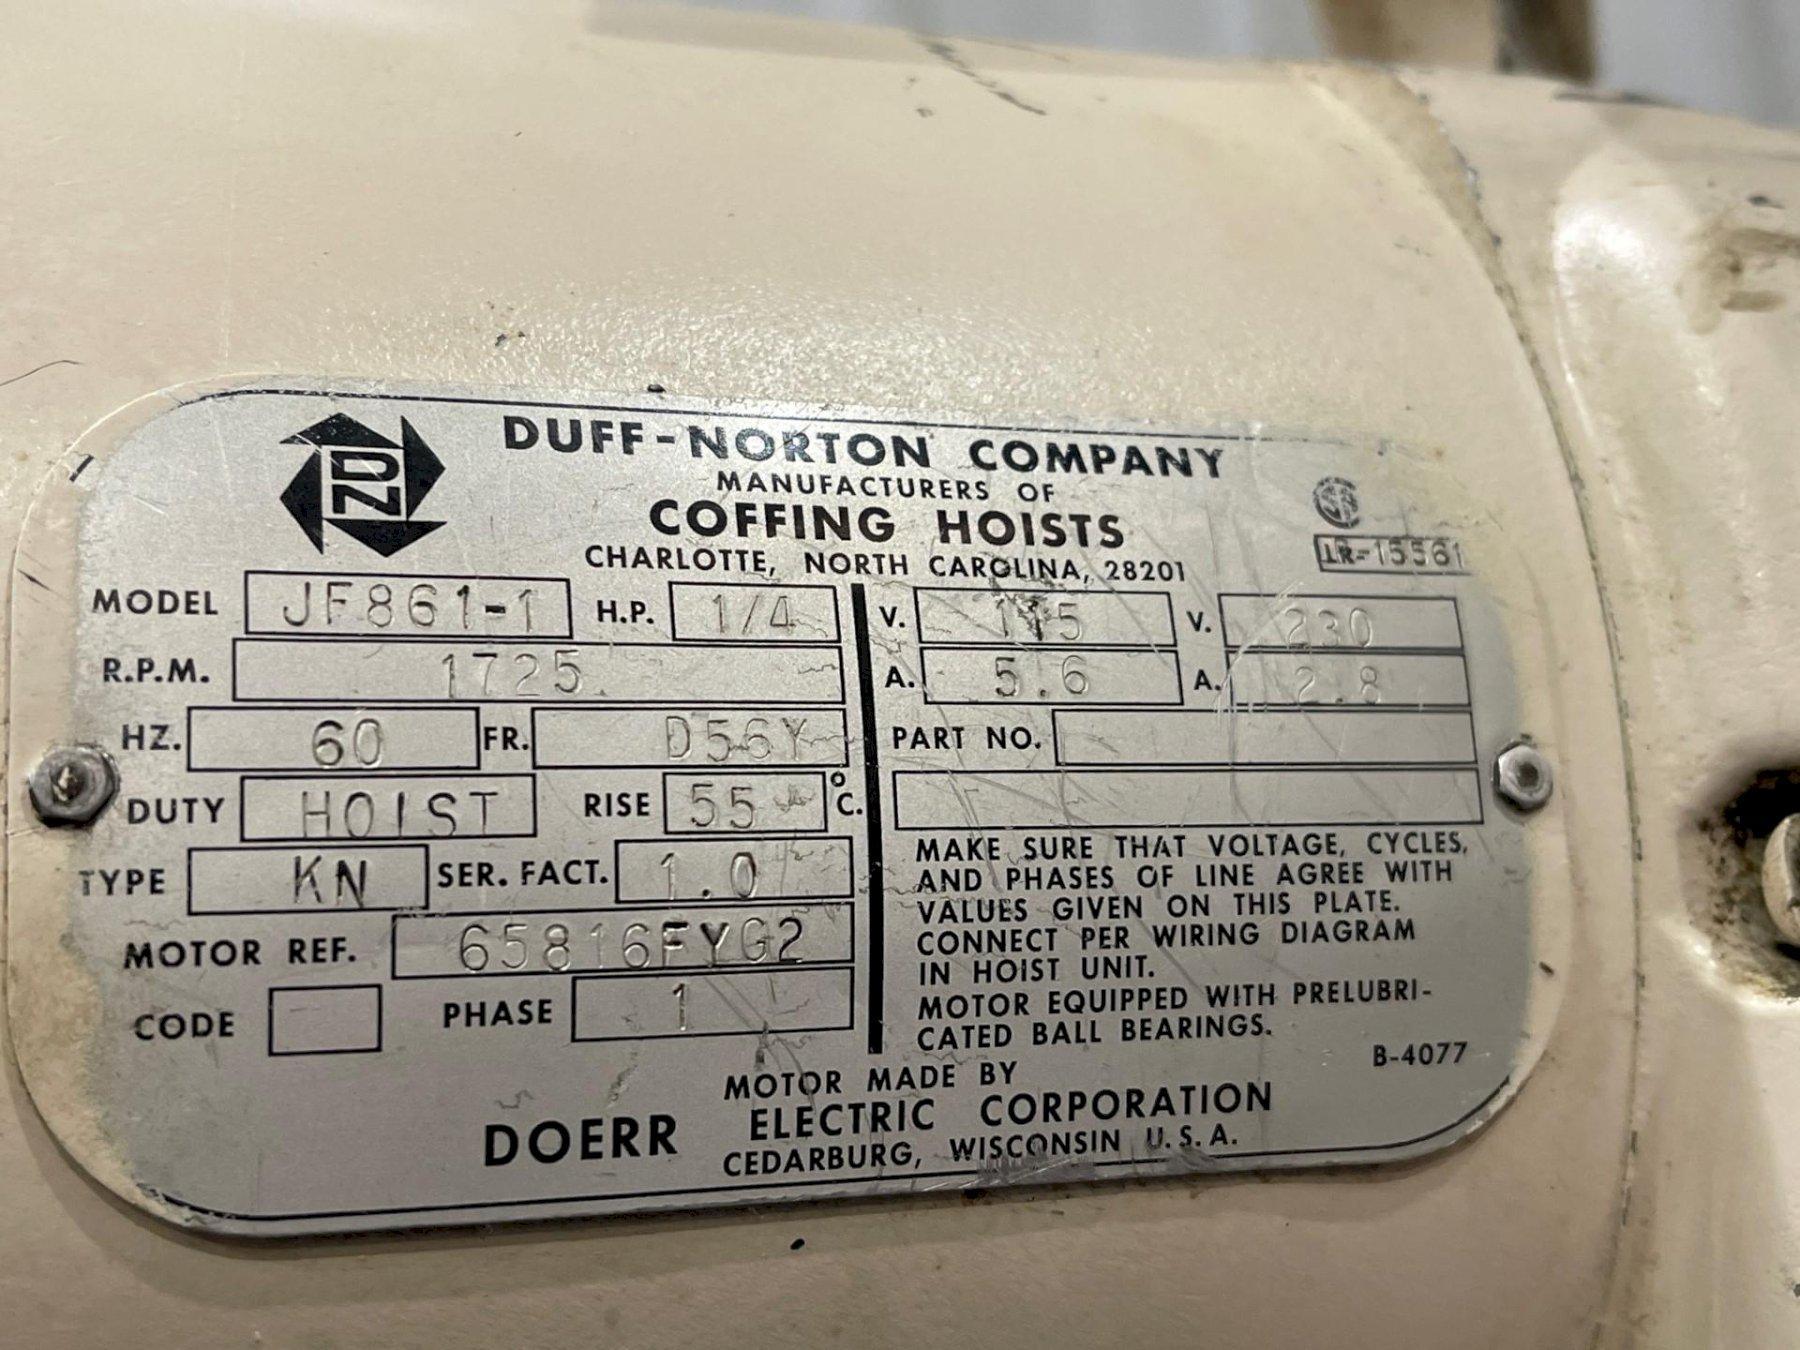 DN
DUFF-NORTON COMPANY
MANUFACTURERS OF
COFFING HOISTS
CHARLOTTE, NORTH CAROLINA, 28201
SA
LR-15561
MODEL JF861-1 H.P. 1/4
R.P.M. 1725
HZ. 60 FR. D56Y
DUTY HOIST RISE 55 °C.
TYPE KN SER. FACT. 1.0
MOTOR REF. 65816FYG2
CODE PHASE 1
V. 115 V. 230
A. 5.6 A. 2.8
PART NO.
MAKE SURE THAT VOLTAGE, CYCLES,
AND PHASES OF LINE AGREE WITH
VALUES GIVEN ON THIS PLATE.
CONNECT PER WIRING DIAGRAM
IN HOIST UNIT.
MOTOR EQUIPPED WITH PRELUBRI-
CATED BALL BEARINGS.
B-4077
MOTOR MADE BY
DOERR ELECTRIC CORPORATION
CEDARBURG, WISCONSIN U.S.A.